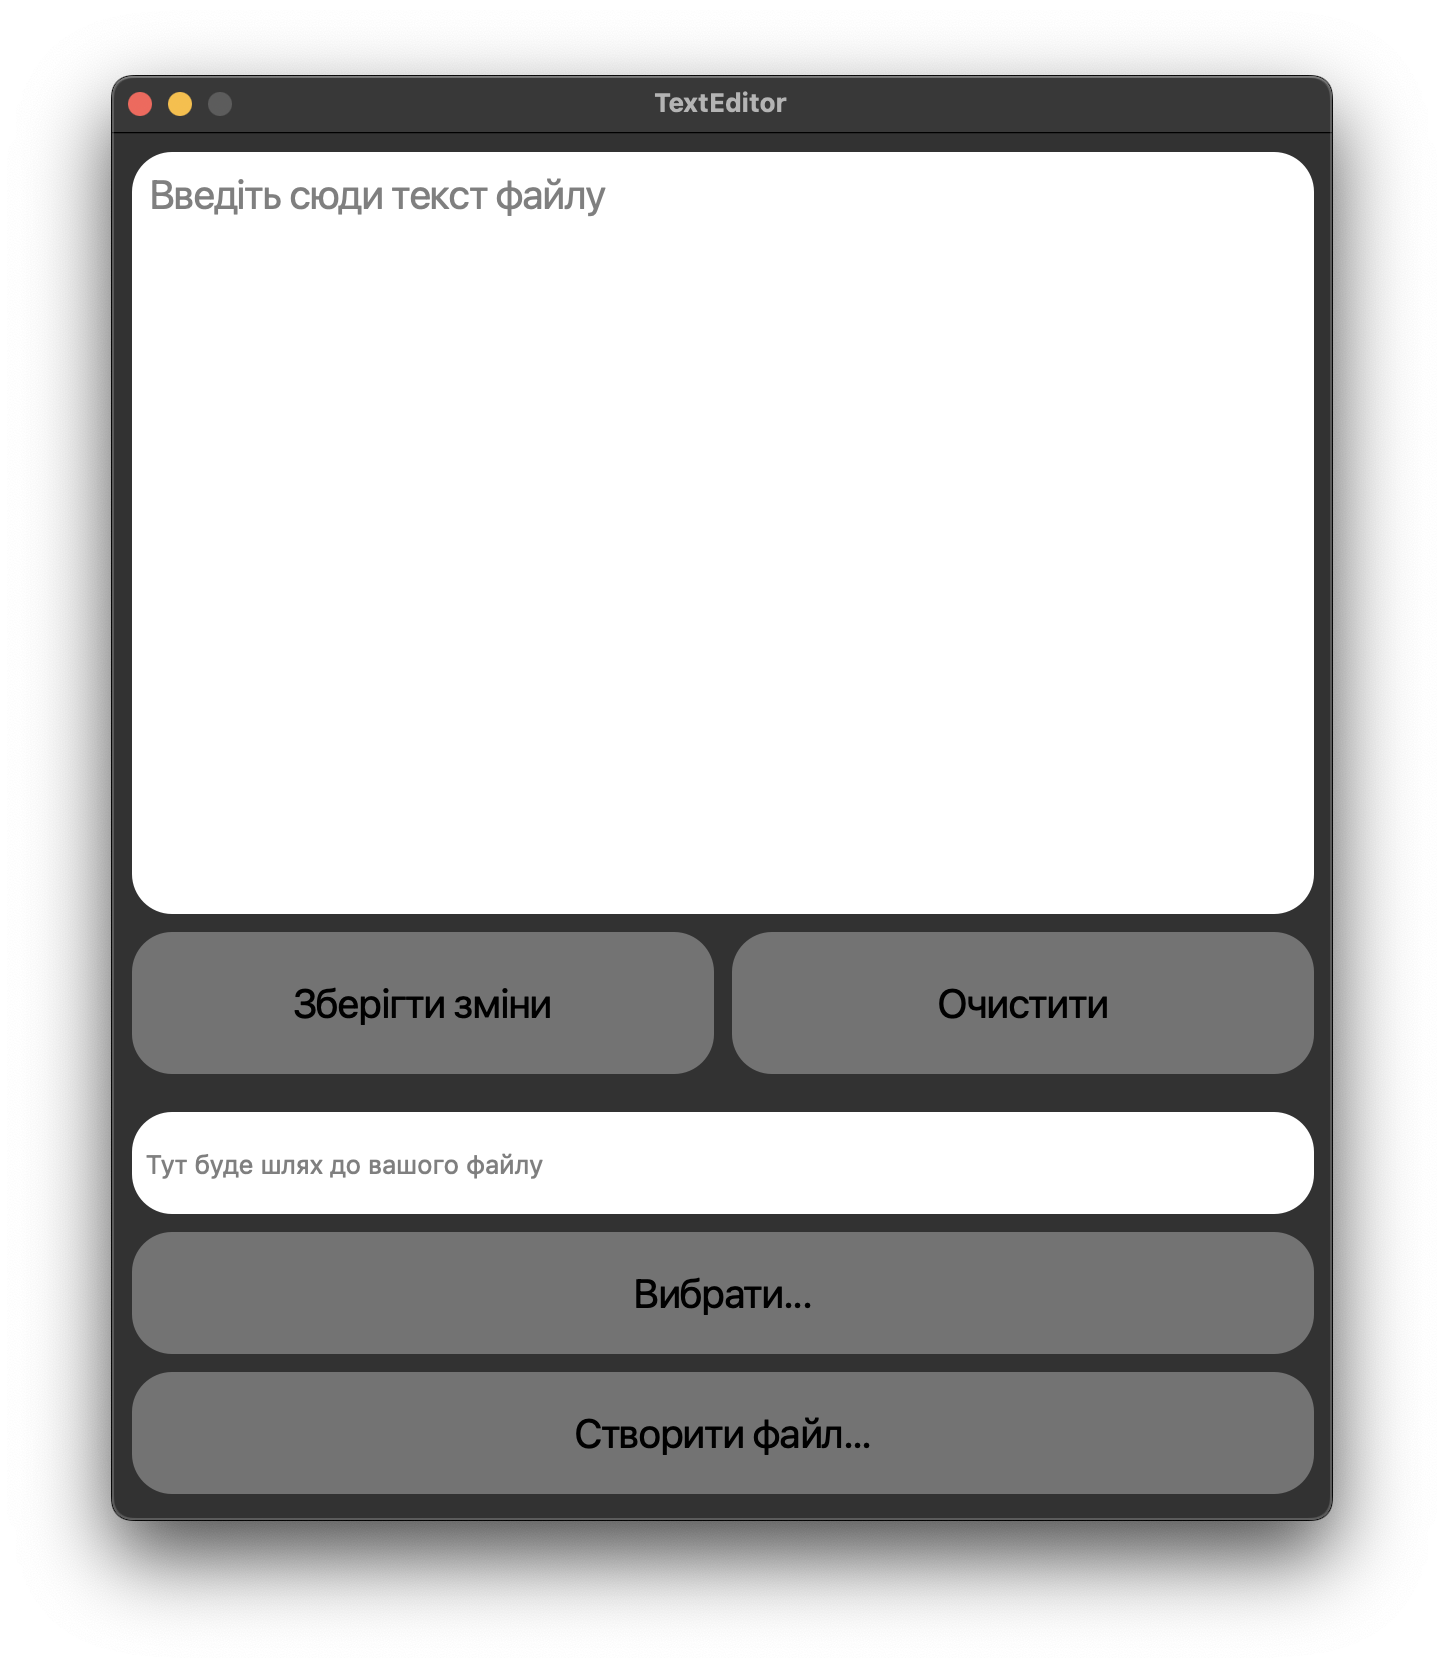 TextEditor
Введіть сюди текст файлу
Зберігти зміни
Очистити
Тут буде шлях до вашого файлу
Вибрати...
Створити файл...